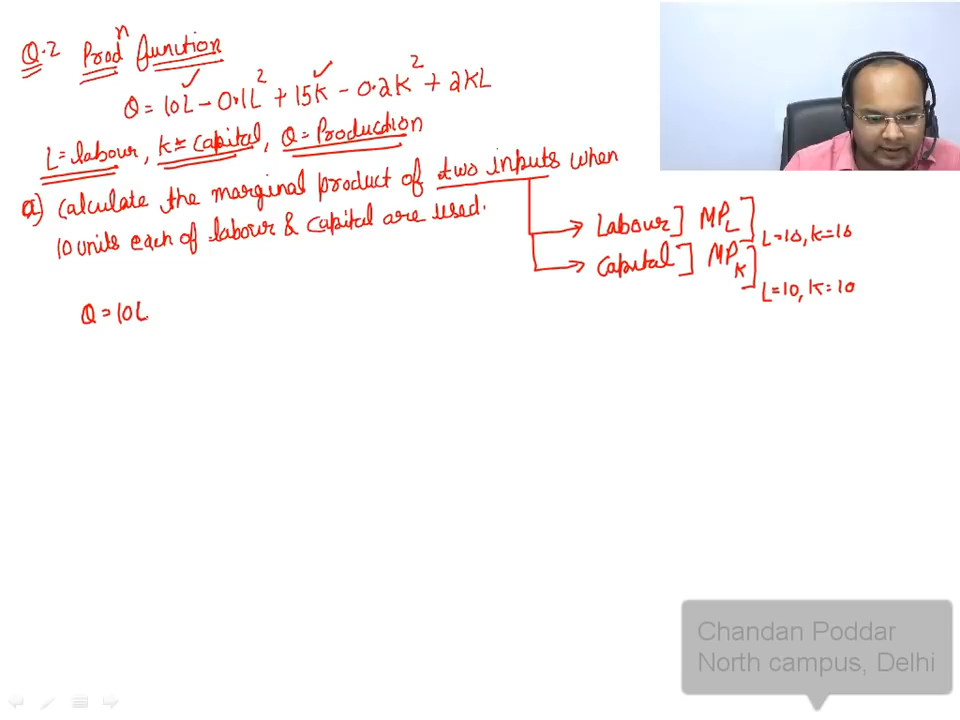 Q.2 Prodⁿ function
Q = 10L - 0.1L² + 15K - 0.2K² + 2KL
L = labour, K = Capital, Q = Production
a) Calculate the marginal product of two inputs when
10 units each of labour & Capital are used.
Labour] MP_L] L=10, K=10
Capital] MP_K] L=10, K=10
Q = 10L
Chandan Poddar
North campus, Delhi